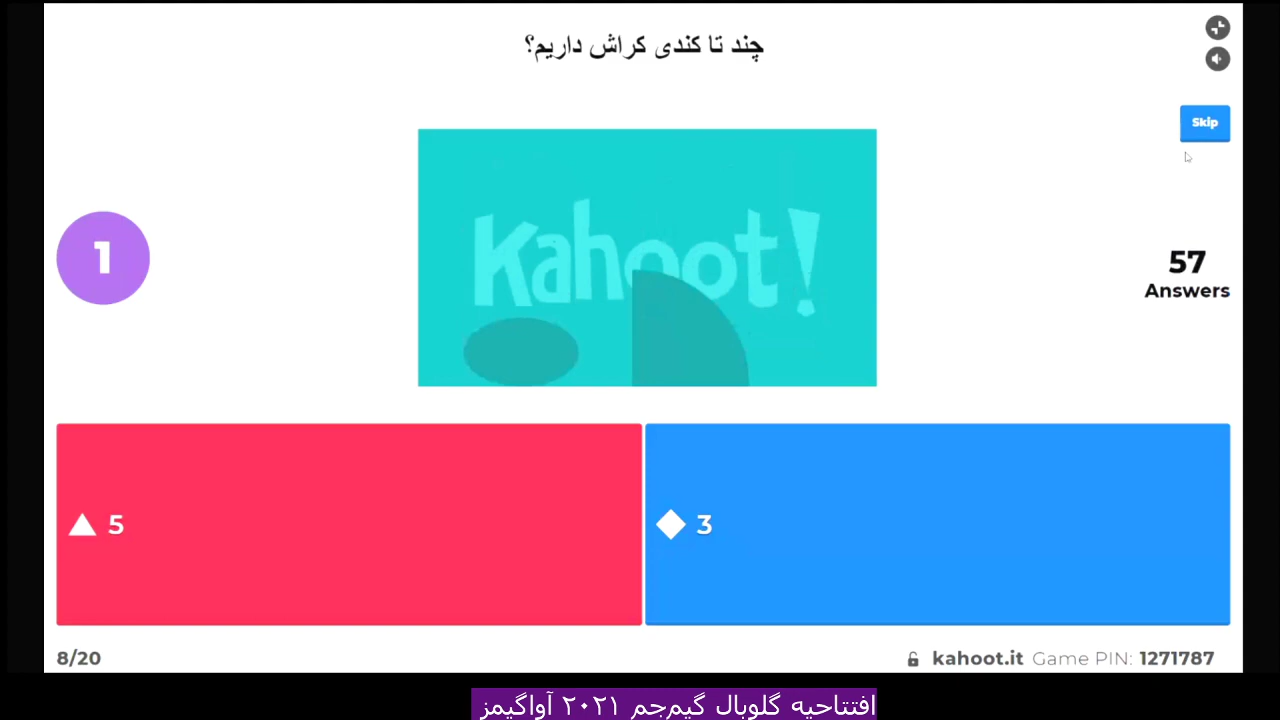 چند تا کندی کراش داریم؟
Skip
Kahoot!
1
57
Answers
5
3
8/20
kahoot.it Game PIN: 1271787
افتتاحیه گلوبال گیم‌جم ۲۰۲۱ آواگیمز